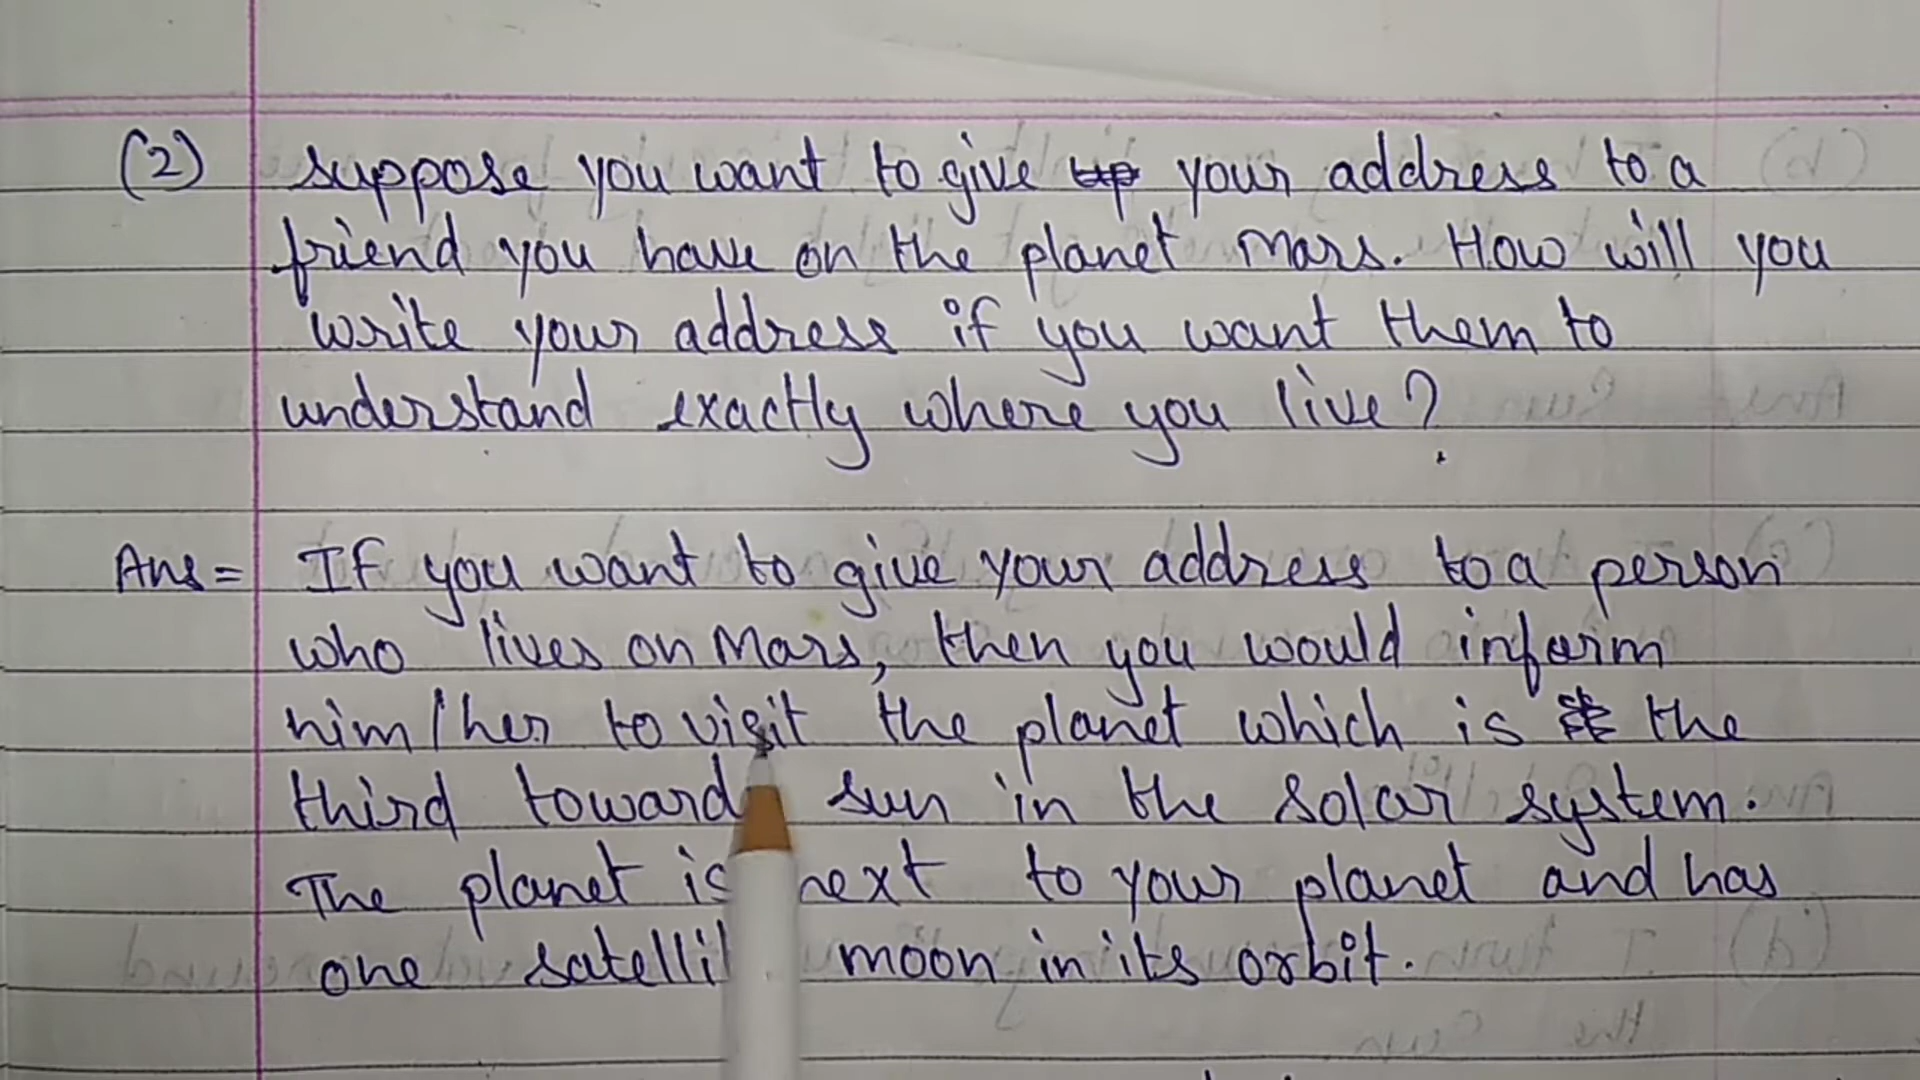 (2) suppose you want to give your address to a
friend you have on the planet Mars. How will you
write your address if you want them to
understand exactly where you live?
Ans = If you want to give your address to a person
who lives on Mars, then you would inform
him/her to visit the planet which is the
third toward sun in the solar system.
The planet is next to your planet and has
one moon in its orbit.